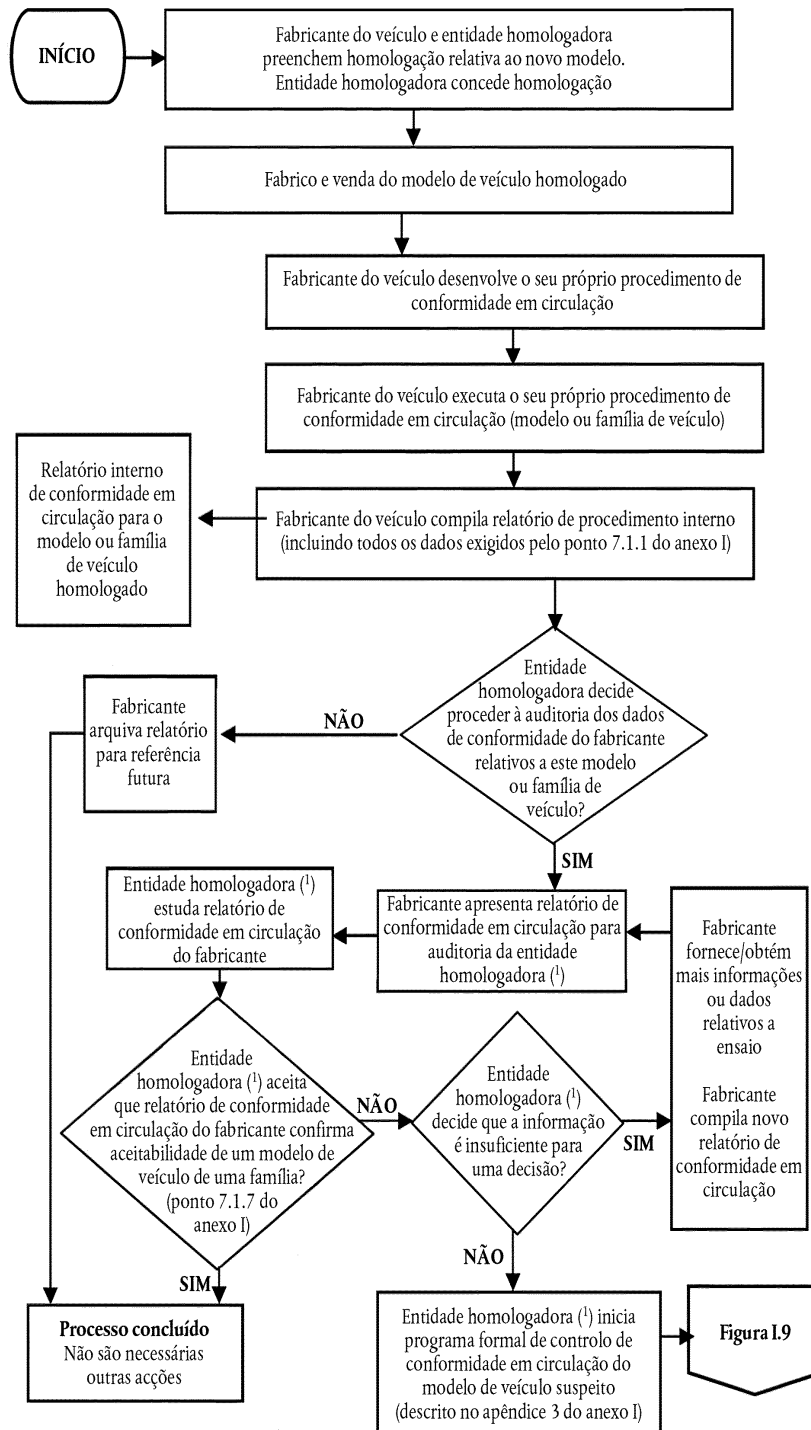 INÍCIO
Fabricante do veículo e entidade homologadora
preenchem homologação relativa ao novo modelo.
Entidade homologadora concede homologação
Fabrico e venda do modelo de veículo homologado
Fabricante do veículo desenvolve o seu próprio procedimento de
conformidade em circulação
Fabricante do veículo executa o seu próprio procedimento de
conformidade em circulação (modelo ou família de veículo)
Relatório interno
de conformidade em
circulação para o
modelo ou família
de veículo
homologado
Fabricante do veículo compila relatório de procedimento interno
(incluindo todos os dados exigidos pelo ponto 7.1.1 do anexo I)
Entidade
homologadora decide
proceder à auditoria dos dados
de conformidade do fabricante
relativos a este modelo
ou família de
veículo?
NÃO
Fabricante
arquiva relatório
para referência
futura
SIM
Fabricante apresenta relatório de
conformidade em circulação para
auditoria da entidade
homologadora (¹)
Entidade homologadora (¹)
estuda relatório de
conformidade em circulação
do fabricante
Fabricante
fornece/obtém
mais informações
ou dados
relativos a
ensaio
Fabricante
compila novo
relatório de
conformidade em
circulação
Entidade
homologadora (¹) aceita
que relatório de conformidade
em circulação do fabricante confirma
aceitabilidade de um modelo de
veículo de uma família?
(ponto 7.1.7 do
anexo I)
NÃO
Entidade
homologadora (¹)
decide que a informação
é insuficiente para
uma decisão?
SIM
SIM
NÃO
Processo concluído
Não são necessárias
outras acções
Entidade homologadora (¹) inicia
programa formal de controlo de
conformidade em circulação do
modelo de veículo suspeito
(descrito no apêndice 3 do anexo I)
Figura I.9